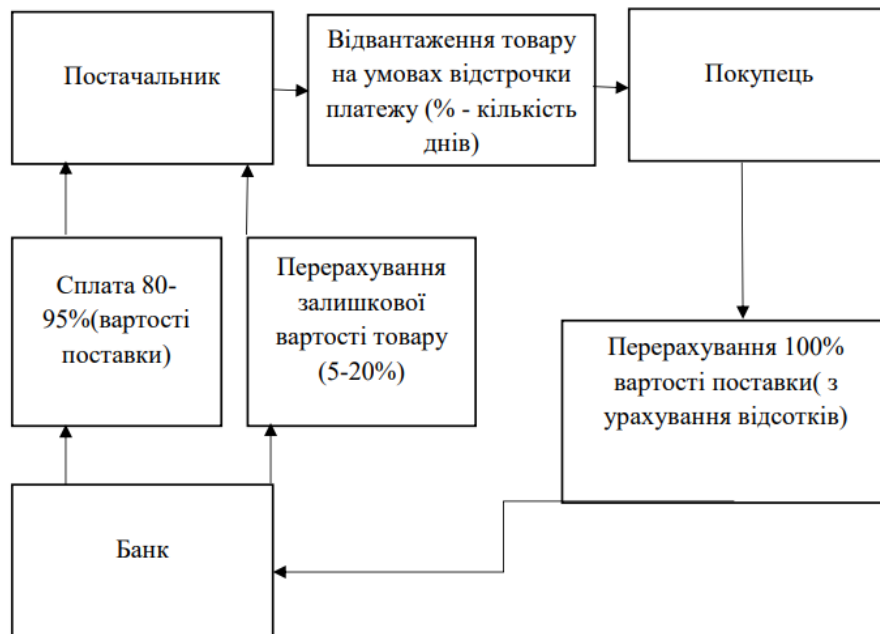 Постачальник
Відвантаження товару
на умовах відстрочки
платежу (% - кількість
днів)
Покупець
Сплата 80-
95%(вартості
поставки)
Перерахування
залишкової
вартості товару
(5-20%)
Перерахування 100%
вартості поставки( з
урахування відсотків)
Банк